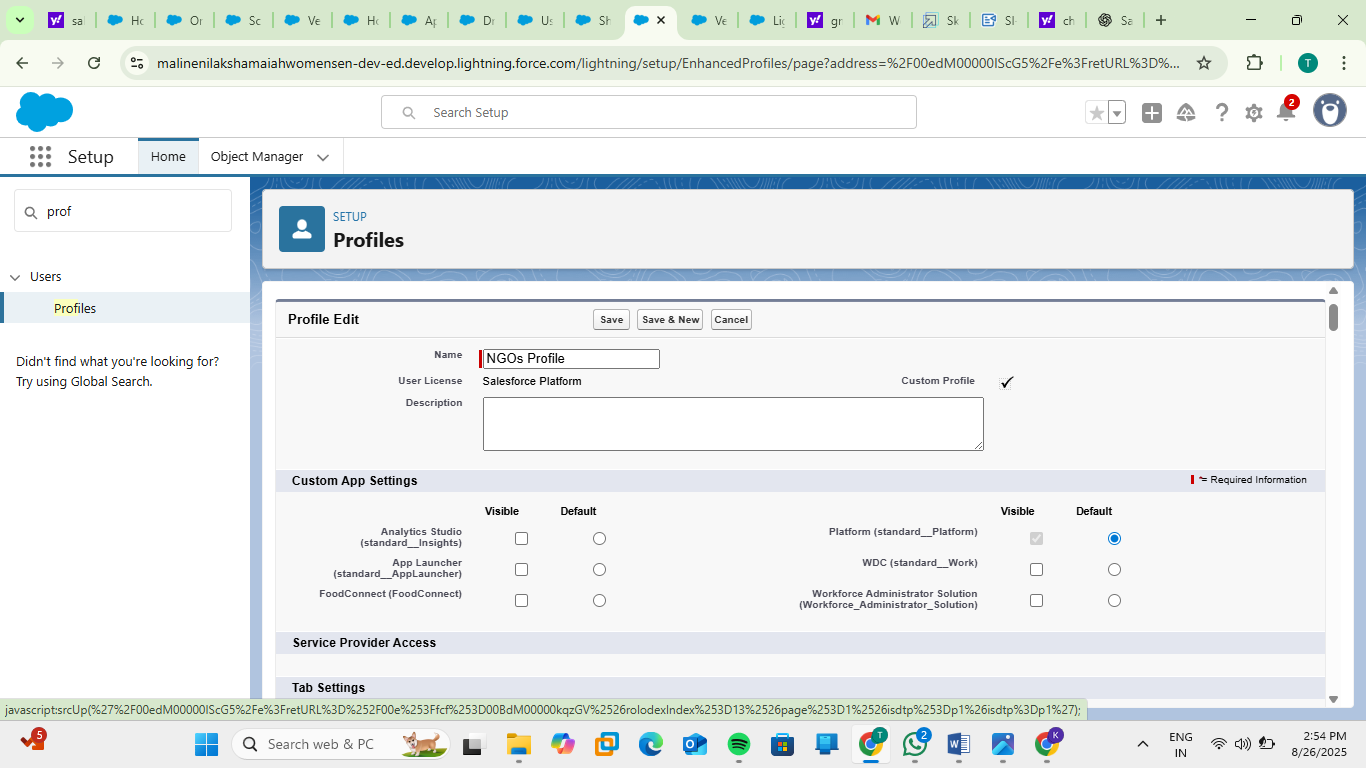 sal
Ho
Or
Sc
Ve
Ho
Ap
Dr
Us
Sh
Ve
Lig
gr
W
Sk
SI-
ch
Sa
malinenilakshamaiahwomensen-dev-ed.develop.lightning.force.com/lightning/setup/EnhancedProfiles/page?address=%2F00edM00000IScG5%2Fe%3FretURL%3D%...
T
Search Setup
2
Setup
Home
Object Manager
prof
SETUP
Profiles
Users
Profiles
Didn't find what you're looking for?
Try using Global Search.
Profile Edit
Save
Save & New
Cancel
Name
NGOs Profile
User License
Salesforce Platform
Custom Profile
Description
Custom App Settings
= Required Information
Visible Default Visible Default
Analytics Studio
(standard__Insights)
Platform (standard__Platform)
App Launcher
(standard__AppLauncher)
WDC (standard__Work)
FoodConnect (FoodConnect)
Workforce Administrator Solution
(Workforce_Administrator_Solution)
Service Provider Access
Tab Settings
javascript:srcUp(%27%2F00edM00000IScG5%2Fe%3FretURL%3D%252F00e%253Ffcf%253D00BdM00000kqzGV%2526rolodexIndex%253D13%2526page%253D1%2526isdtp%253Dp1%26isdtp%3Dp1%27);
5
Search web & PC
T
2
K
ENG
IN
2:54 PM
8/26/2025